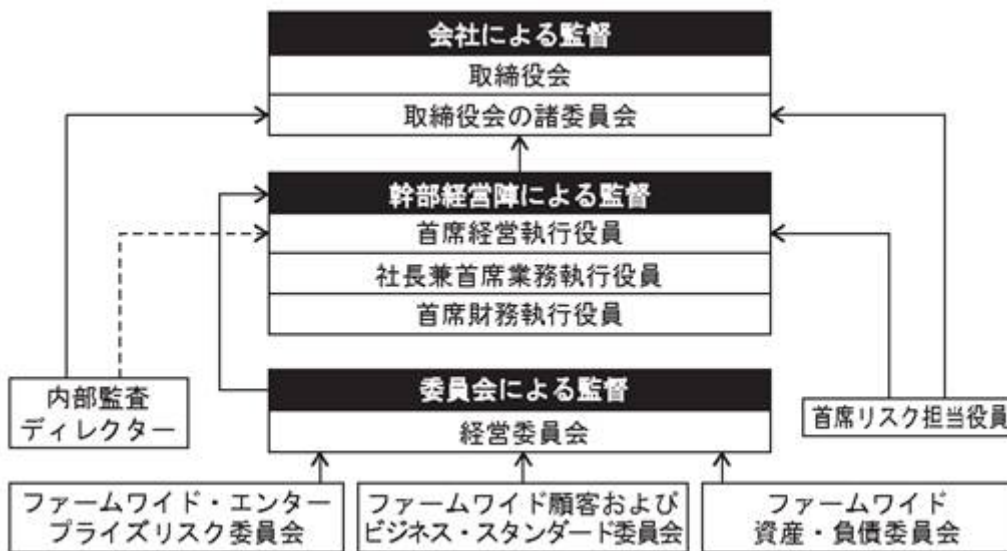 会社による監督
取締役会
取締役会の諸委員会
幹部経営陣による監督
首席経営執行役員
社長兼首席業務執行役員
首席財務執行役員
内部監査
ディレクター
委員会による監督
経営委員会
首席リスク担当役員
ファームワイド・エンター
プライズリスク委員会
ファームワイド顧客および
ビジネス・スタンダード委員会
ファームワイド
資産・負債委員会